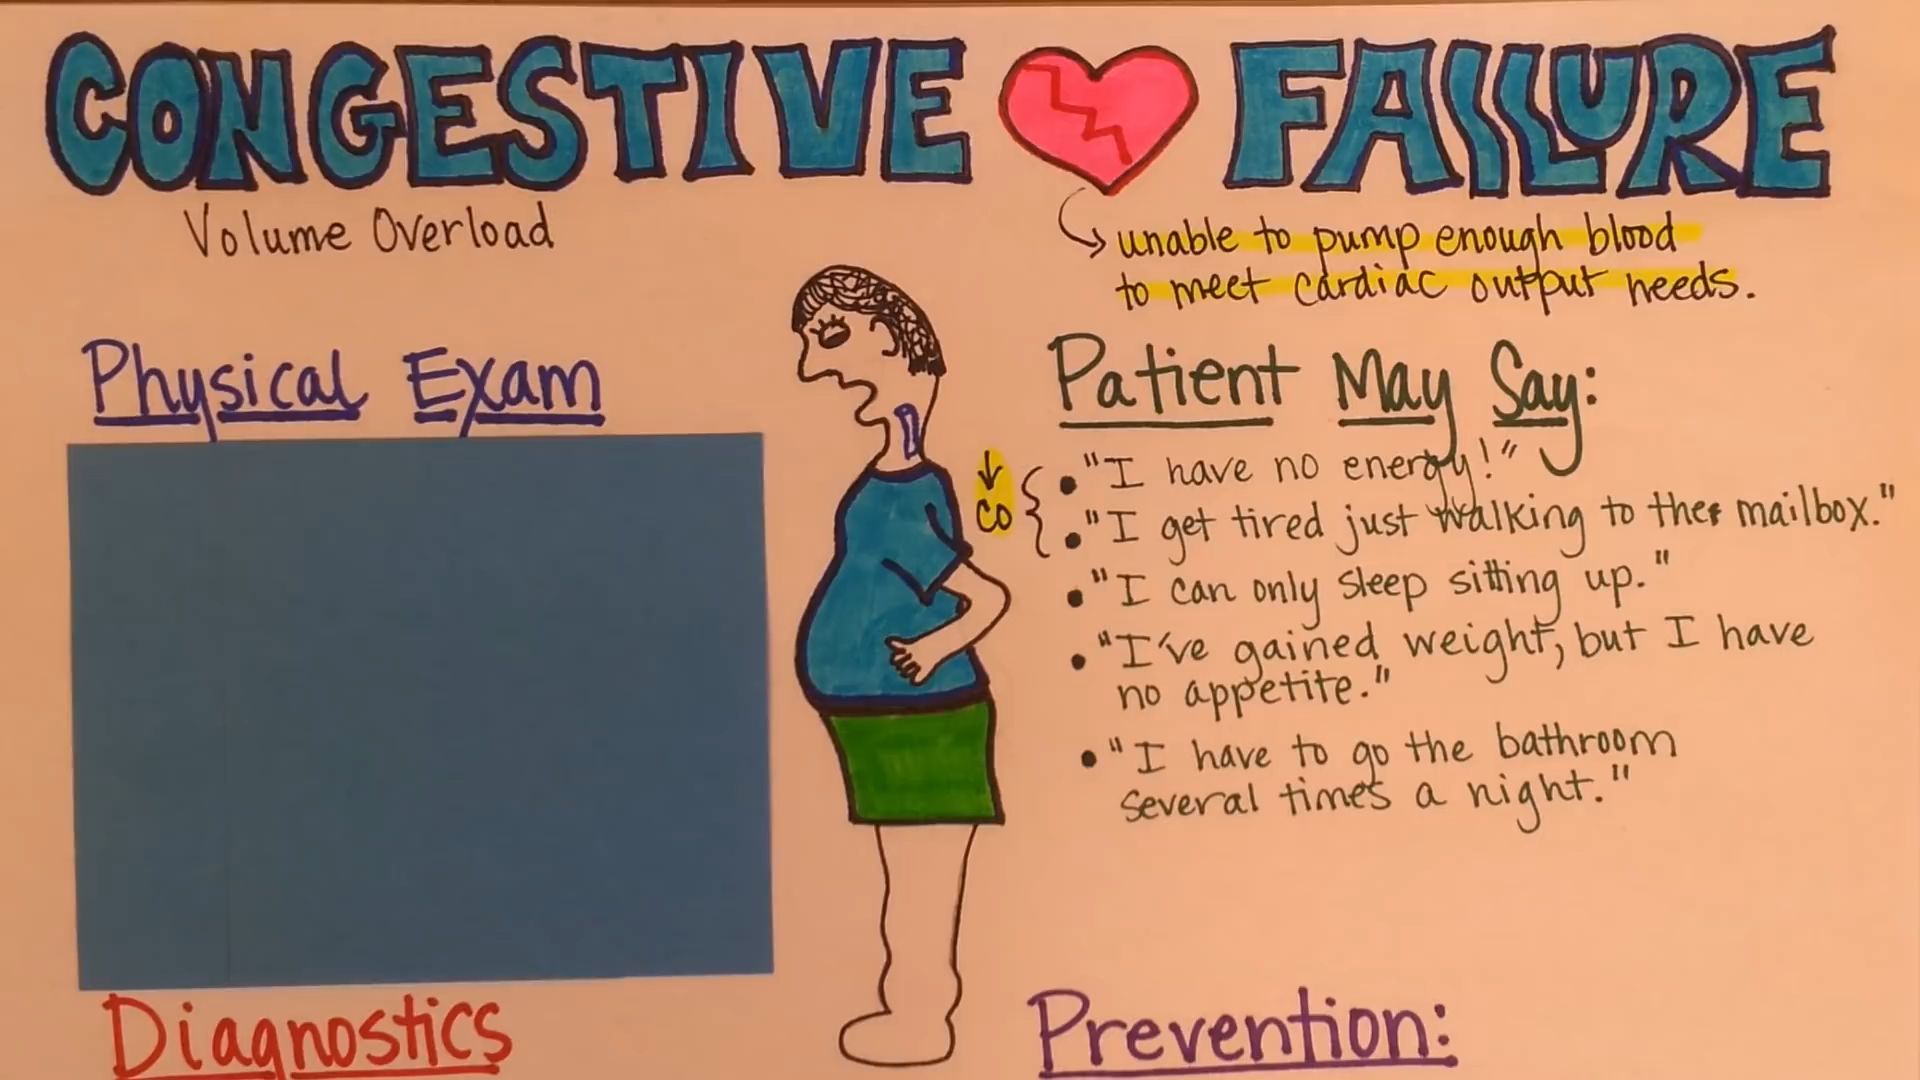 CONGESTIVE FAILURE
Volume Overload
unable to pump enough blood
to meet cardiac output needs.
Physical Exam
Patient May Say:
↓
CO
• "I have no energy!"
• "I get tired just walking to the mailbox."
• "I can only sleep sitting up."
• "I've gained weight, but I have
no appetite."
• "I have to go the bathroom
several times a night."
Diagnostics
Prevention: